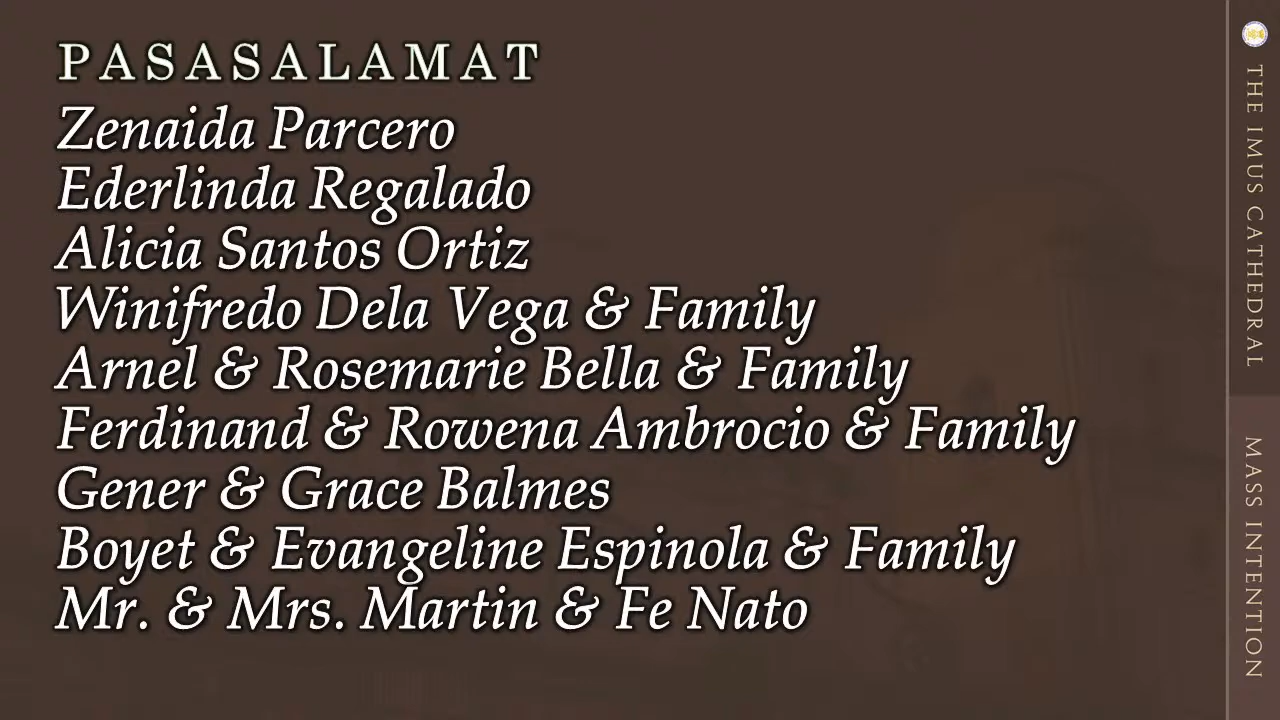 PASASALAMAT
Zenaida Parcero
Ederlinda Regalado
Alicia Santos Ortiz
Winifredo Dela Vega & Family
Arnel & Rosemarie Bella & Family
Ferdinand & Rowena Ambrocio & Family
Gener & Grace Balmes
Boyet & Evangeline Espinola & Family
Mr. & Mrs. Martin & Fe Nato
THE IMUS CATHEDRAL
MASS INTENTION